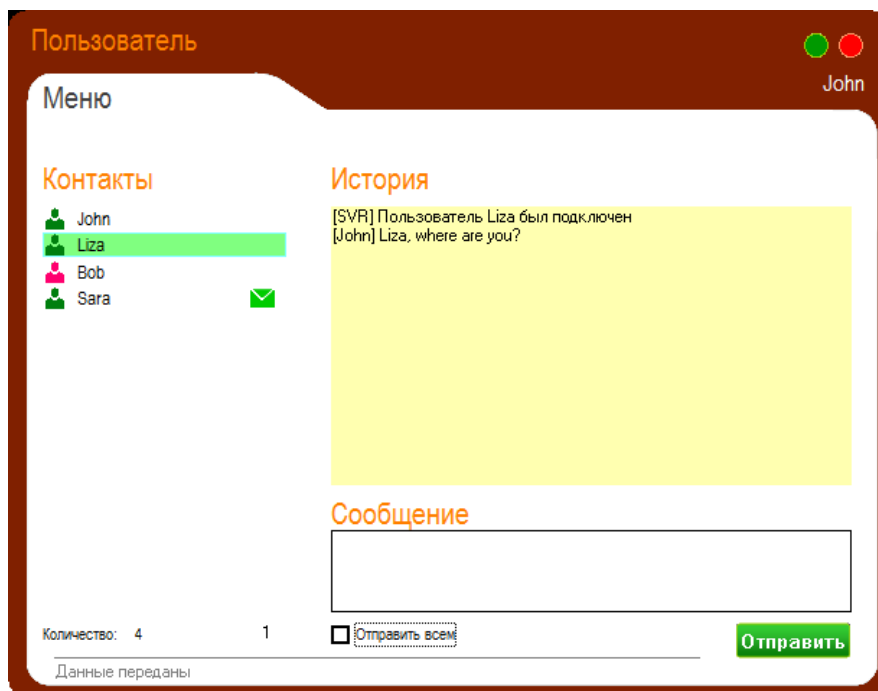 Пользователь
John
Меню
Контакты
John
Liza
Bob
Sara
История
[SVR] Пользователь Liza был подключен
[John] Liza, where are you?
Сообщение
Количество: 4 1
Отправить всем
Отправить
Данные переданы